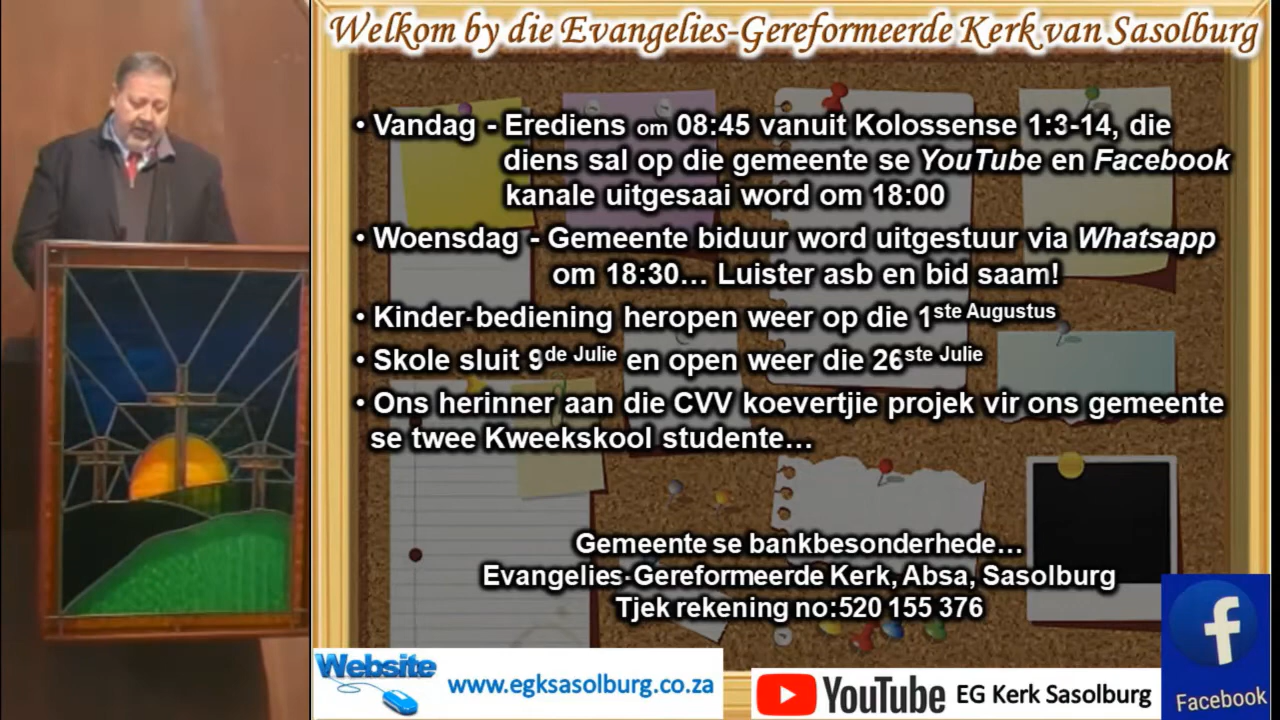 Welkom by die Evangelies-Gereformeerde Kerk van Sasolburg
• Vandag - Erediens om 08:45 vanuit Kolossense 1:3-14, die
diens sal op die gemeente se YouTube en Facebook
kanale uitgesaai word om 18:00
• Woensdag - Gemeente biduur word uitgestuur via Whatsapp
om 18:30... Luister asb en bid saam!
• Kinder-bediening heropen weer op die 1ste Augustus
• Skole sluit 9de Julie en open weer die 26ste Julie
• Ons herinner aan die CVV koevertjie projek vir ons gemeente
se twee Kweekskool studente...
Gemeente se bankbesonderhede...
Evangelies-Gereformeerde Kerk, Absa, Sasolburg
Tjek rekening no:520 155 376
Website
www.egksasolburg.co.za
YouTube EG Kerk Sasolburg
f
Facebook